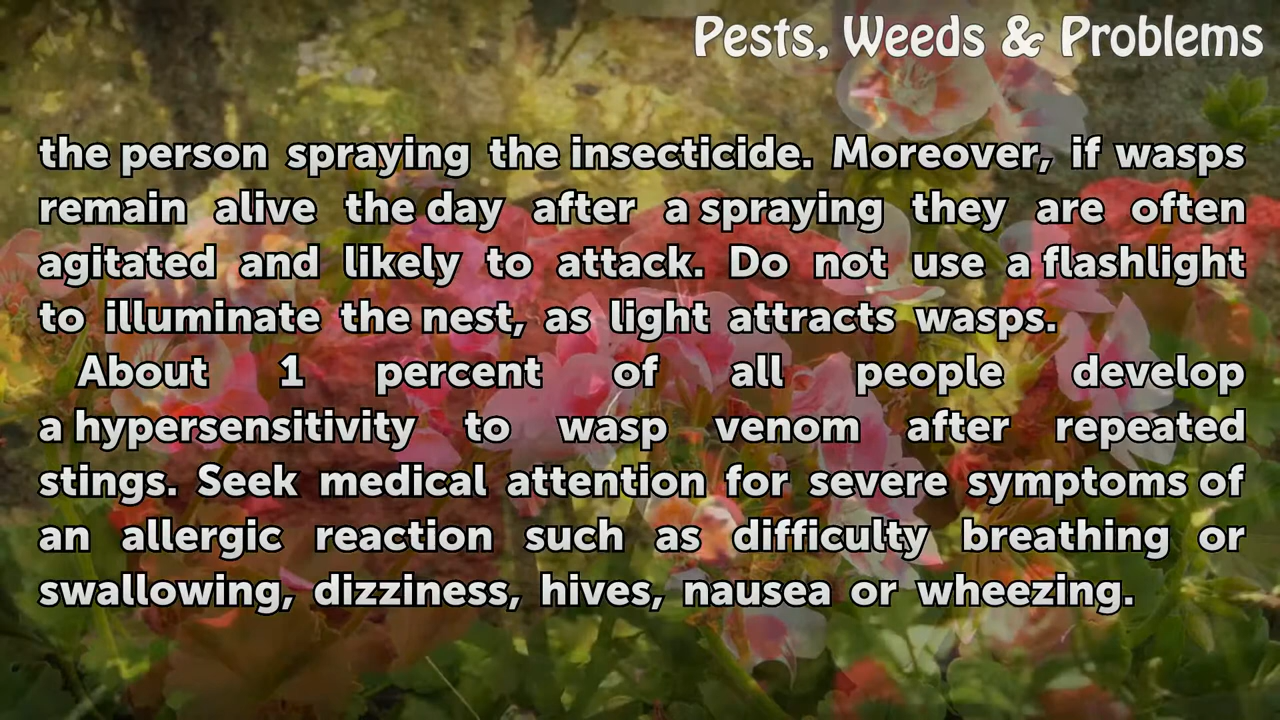 Pests, Weeds & Problems
the person spraying the insecticide. Moreover, if wasps
remain alive the day after a spraying they are often
agitated and likely to attack. Do not use a flashlight
to illuminate the nest, as light attracts wasps.
About 1 percent of all people develop
a hypersensitivity to wasp venom after repeated
stings. Seek medical attention for severe symptoms of
an allergic reaction such as difficulty breathing or
swallowing, dizziness, hives, nausea or wheezing.